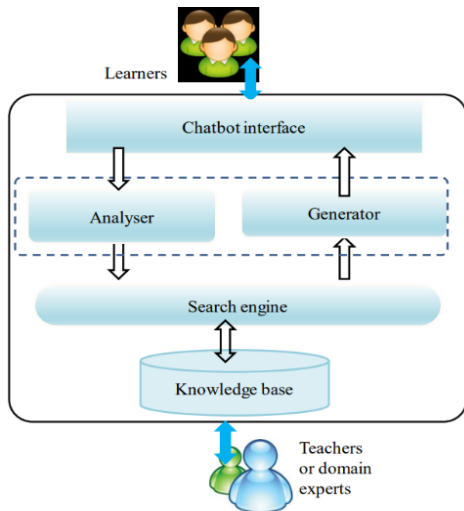 Learners
Chatbot interface
Analyser
Generator
Search engine
Knowledge base
Teachers
or domain
experts